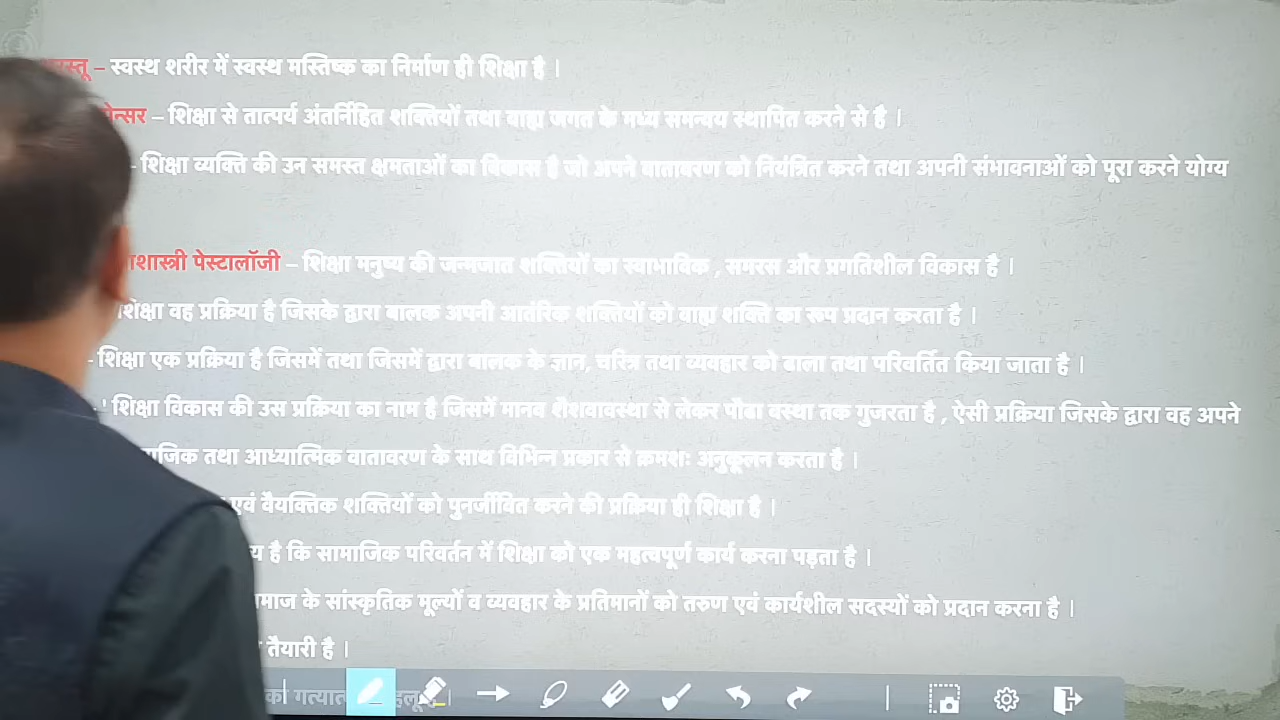 – स्वस्थ शरीर में स्वस्थ मस्तिष्क का निर्माण ही शिक्षा है |
– शिक्षा से तात्पर्य अंतर्निहित शक्तियों तथा वाह्य जगत के मध्य समन्वय स्थापित करने से है |
- शिक्षा व्यक्ति की उन समस्त क्षमताओं का विकास है जो अपने वातावरण को नियंत्रित करने तथा अपनी संभावनाओं को पूरा करने योग्य
पेस्टालॉजी – शिक्षा मनुष्य की जन्मजात शक्तियों का स्वाभाविक , समरस और प्रगतिशील विकास है |
शिक्षा वह प्रक्रिया है जिसके द्वारा बालक अपनी आतंरिक शक्तियों को वाह्य शक्ति का रूप प्रदान करता है |
- शिक्षा एक प्रक्रिया है जिसमें तथा जिसमें द्वारा बालक के ज्ञान, चरित्र तथा व्यवहार को ढाला तथा परिवर्तित किया जाता है |
- ' शिक्षा विकास की उस प्रक्रिया का नाम है जिसमें मानव शैशवावस्था से लेकर प्रौढा वस्था तक गुजरता है , ऐसी प्रक्रिया जिसके द्वारा वह अपने
तथा आध्यात्मिक वातावरण के साथ विभिन्न प्रकार से क्रमशः अनुकूलन करता है |
एवं वैयक्तिक शक्तियों को पुनर्जीवित करने की प्रक्रिया ही शिक्षा है |
है कि सामाजिक परिवर्तन में शिक्षा को एक महत्वपूर्ण कार्य करना पड़ता है |
के सांस्कृतिक मूल्यों व व्यवहार के प्रतिमानों को तरुण एवं कार्यशील सदस्यों को प्रदान करना है |
तैयारी है |
का